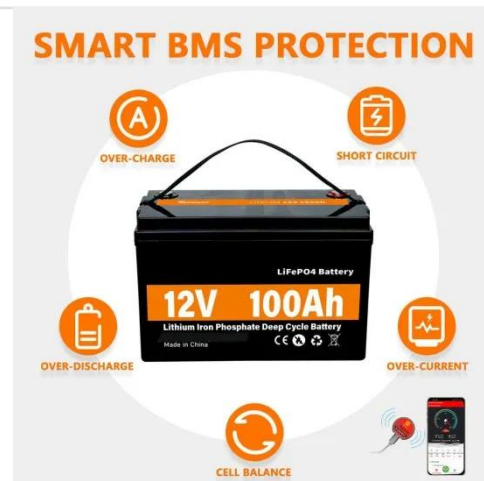 SMART BMS PROTECTION
OVER-CHARGE
SHORT CIRCUIT
LiFePO4 Battery
12V 100Ah
Lithium Iron Phosphate Deep Cycle Battery
Made in China
CE
OVER-DISCHARGE
OVER-CURRENT
CELL BALANCE